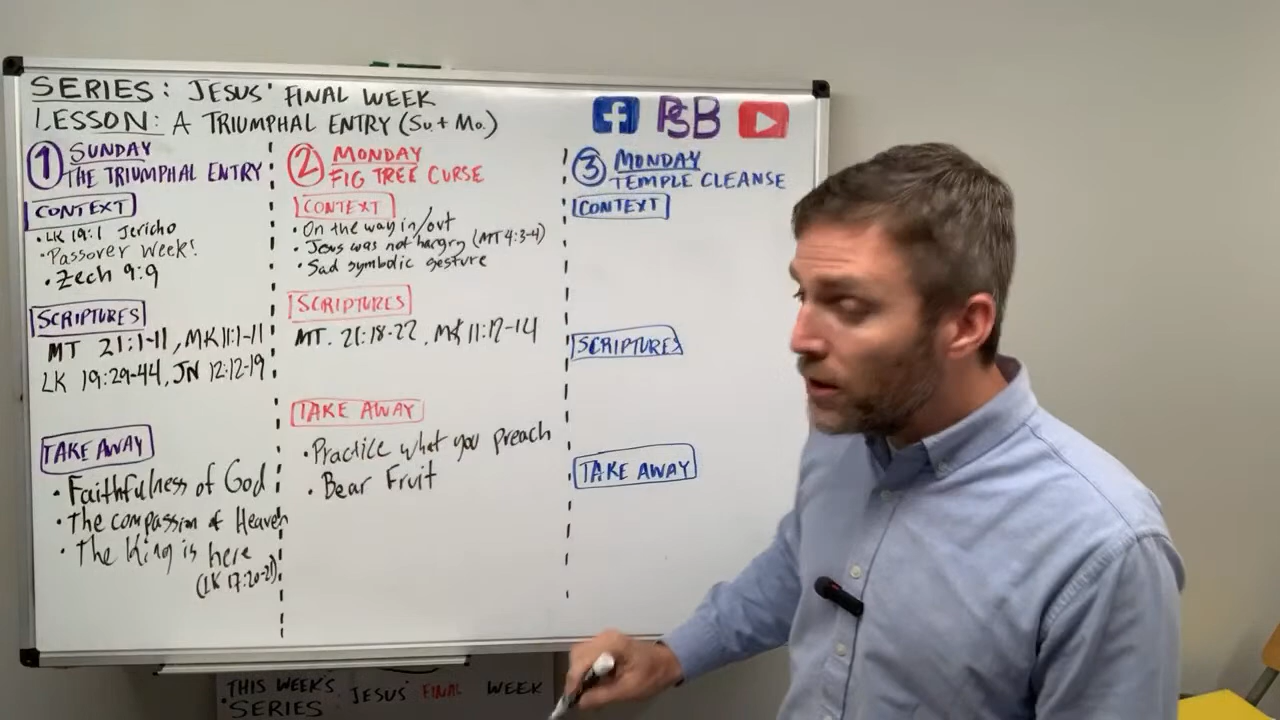 SERIES: JESUS' FINAL WEEK
LESSON: A TRIUMPHAL ENTRY (Su. + Mo.)
f PSB
1 SUNDAY
THE TRIUMPHAL ENTRY
CONTEXT
• LK 19:1 Jericho
• Passover Week!
• Zech 9:9
SCRIPTURES
MT 21:1-11, MK 11:1-11
LK 19:29-44, JN 12:12-19
TAKE AWAY
• Faithfulness of God
• The compassion of Heaven
• The King is here
(LK 17:20-21)
2 MONDAY
FIG TREE CURSE
CONTEXT
• On the way in/out
• Jesus was not hangry (MT 4:3-4)
• Sad symbolic gesture
SCRIPTURES
MT. 21:18-22, MK 11:12-14
TAKE AWAY
• Practice what you preach
• Bear Fruit
3 MONDAY
TEMPLE CLEANSE
CONTEXT
SCRIPTURES
TAKE AWAY
THIS WEEK'S JESUS' FINAL WEEK
SERIES